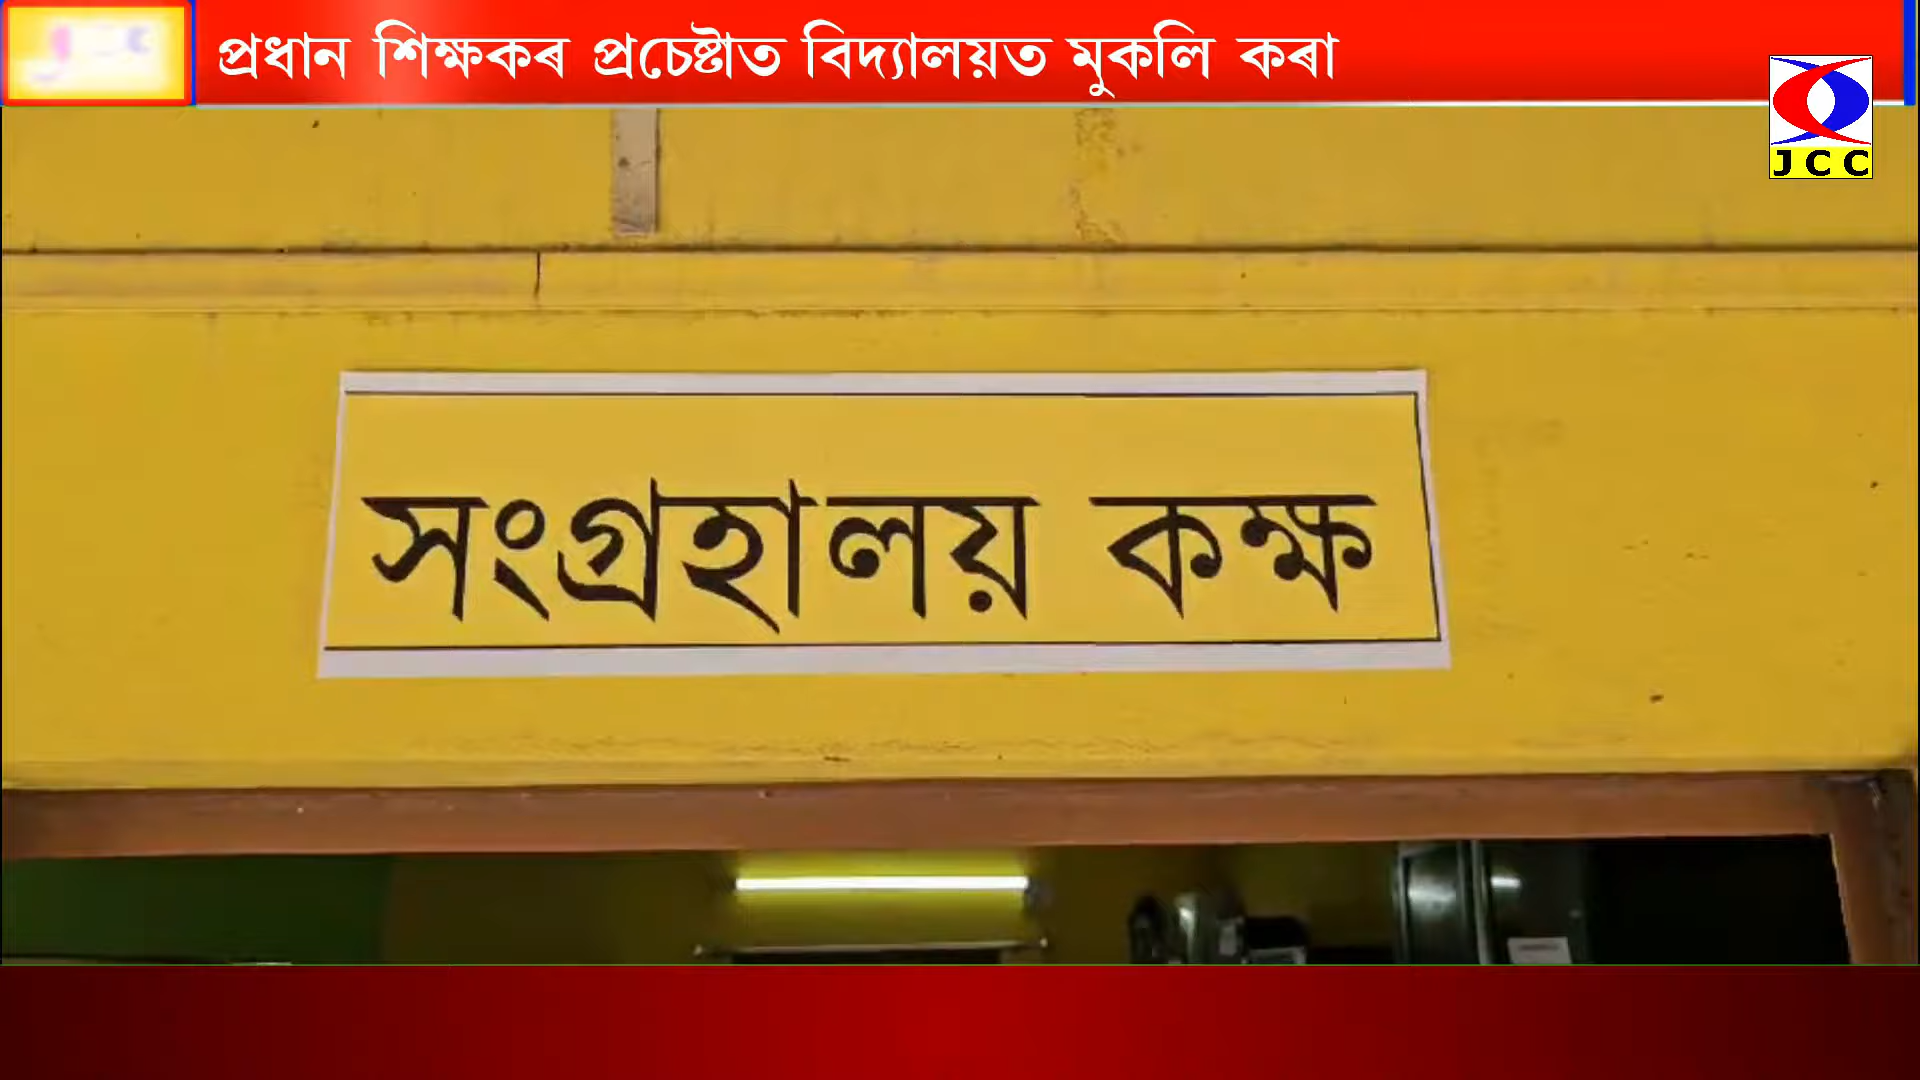 প্ৰধান শিক্ষকৰ প্ৰচেষ্টাত বিদ্যালয়ত মুকলি কৰা
JCC
সংগ্ৰহালয় কক্ষ